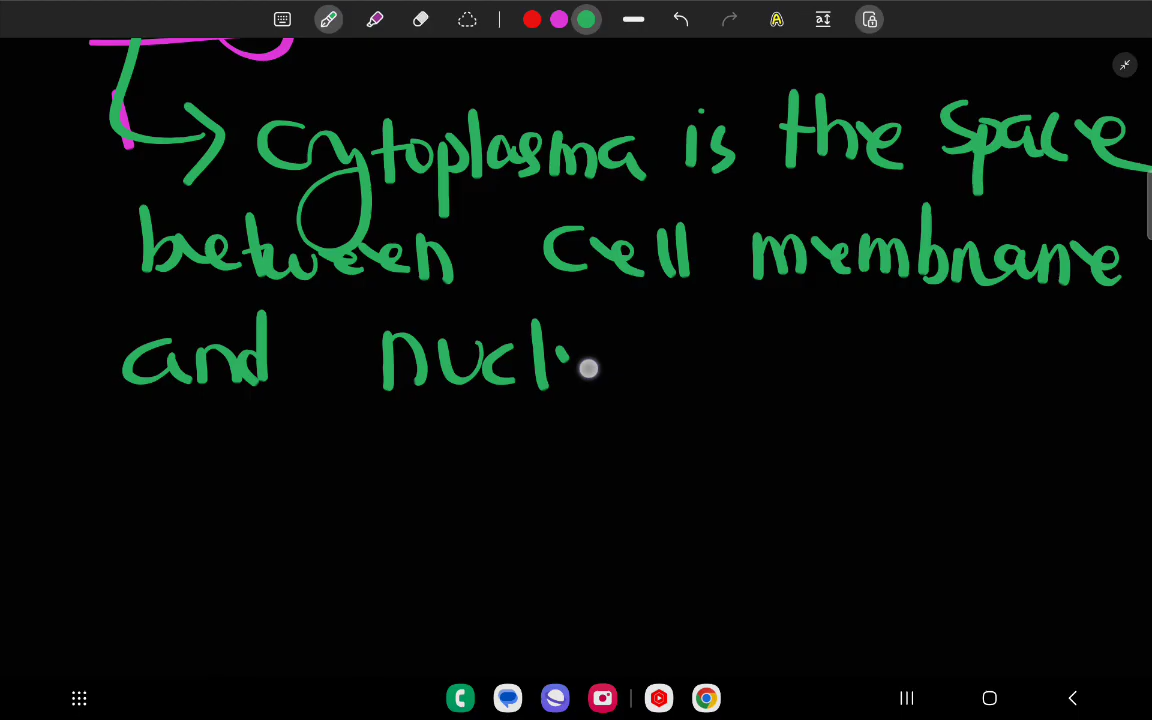 Cytoplasma is the space
between cell membrane
and nucl